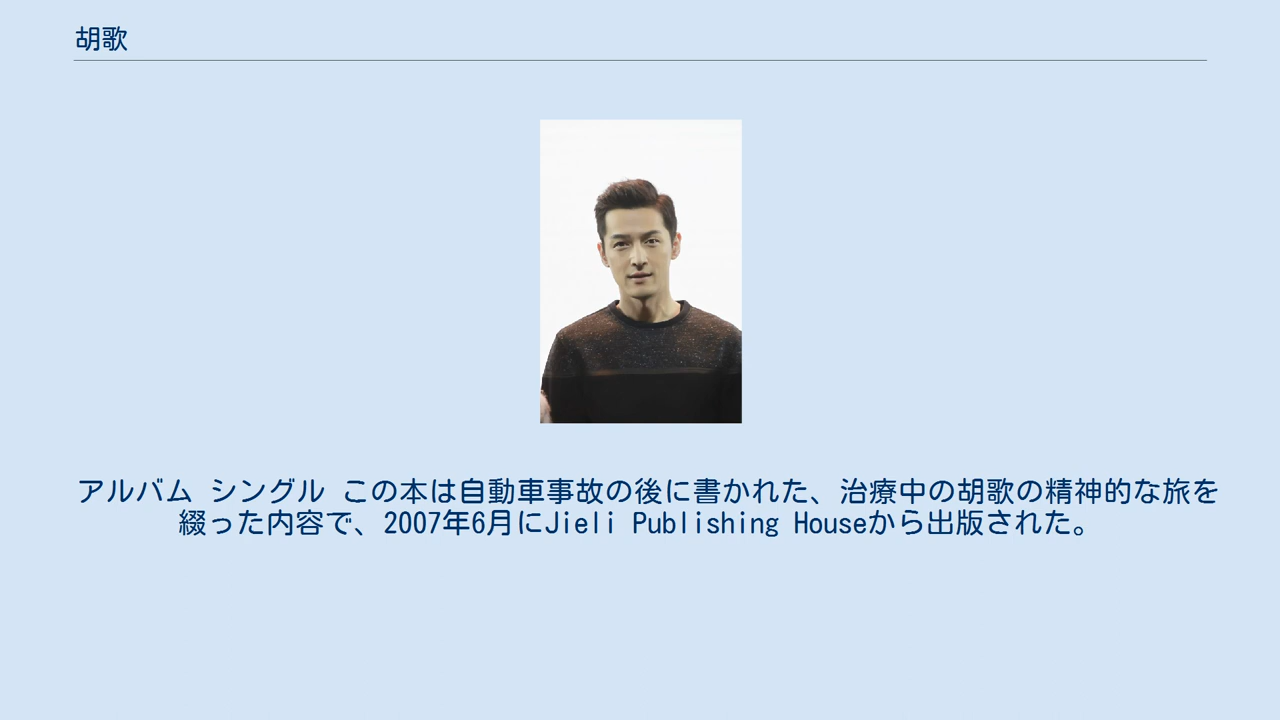 胡歌
アルバム シングル この本は自動車事故の後に書かれた、治療中の胡歌の精神的な旅を
綴った内容で、2007年6月にJieli Publishing Houseから出版された。